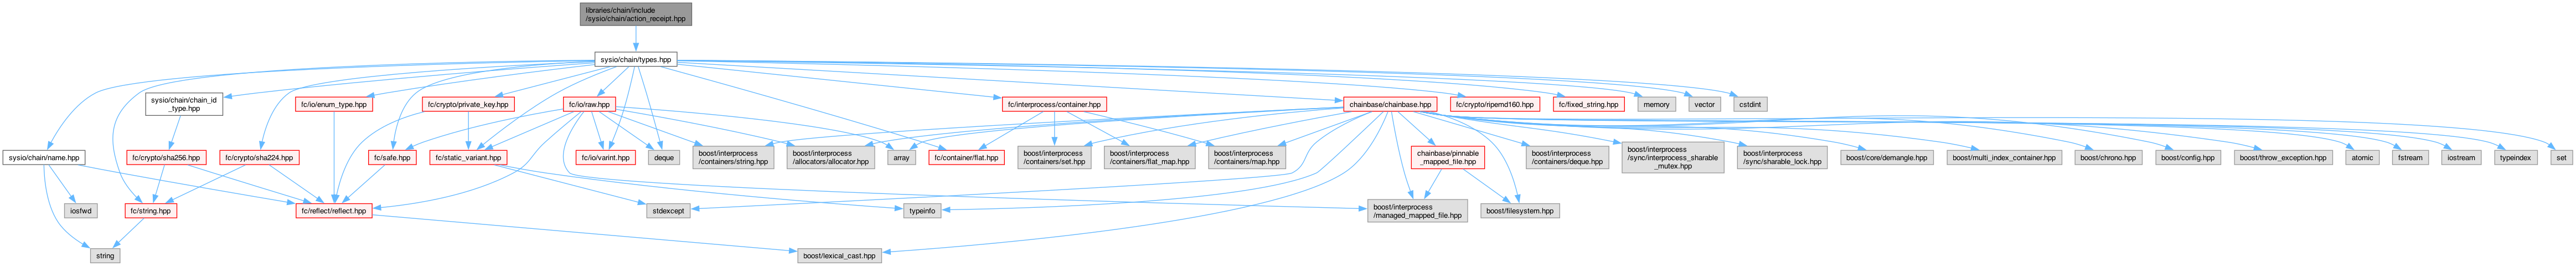 libraries/chain/include
/sysio/chain/action_receipt.hpp
sysio/chain/types.hpp
sysio/chain/chain_id
_type.hpp
fc/io/enum_type.hpp
fc/crypto/private_key.hpp
fc/io/raw.hpp
fc/interprocess/container.hpp
chainbase/chainbase.hpp
fc/crypto/ripemd160.hpp
fc/fixed_string.hpp
memory
vector
cstdint
sysio/chain/name.hpp
fc/crypto/sha256.hpp
fc/crypto/sha224.hpp
fc/safe.hpp
fc/static_variant.hpp
fc/io/varint.hpp
deque
boost/interprocess
/containers/string.hpp
boost/interprocess
/allocators/allocator.hpp
array
fc/container/flat.hpp
boost/interprocess
/containers/set.hpp
boost/interprocess
/containers/flat_map.hpp
boost/interprocess
/containers/map.hpp
chainbase/pinnable
_mapped_file.hpp
boost/interprocess
/containers/deque.hpp
boost/interprocess
/sync/interprocess_sharable
_mutex.hpp
boost/interprocess
/sync/sharable_lock.hpp
boost/core/demangle.hpp
boost/multi_index_container.hpp
boost/chrono.hpp
boost/config.hpp
boost/throw_exception.hpp
atomic
fstream
iostream
typeindex
set
iosfwd
fc/string.hpp
fc/reflect/reflect.hpp
stdexcept
typeinfo
boost/interprocess
/managed_mapped_file.hpp
boost/filesystem.hpp
string
boost/lexical_cast.hpp